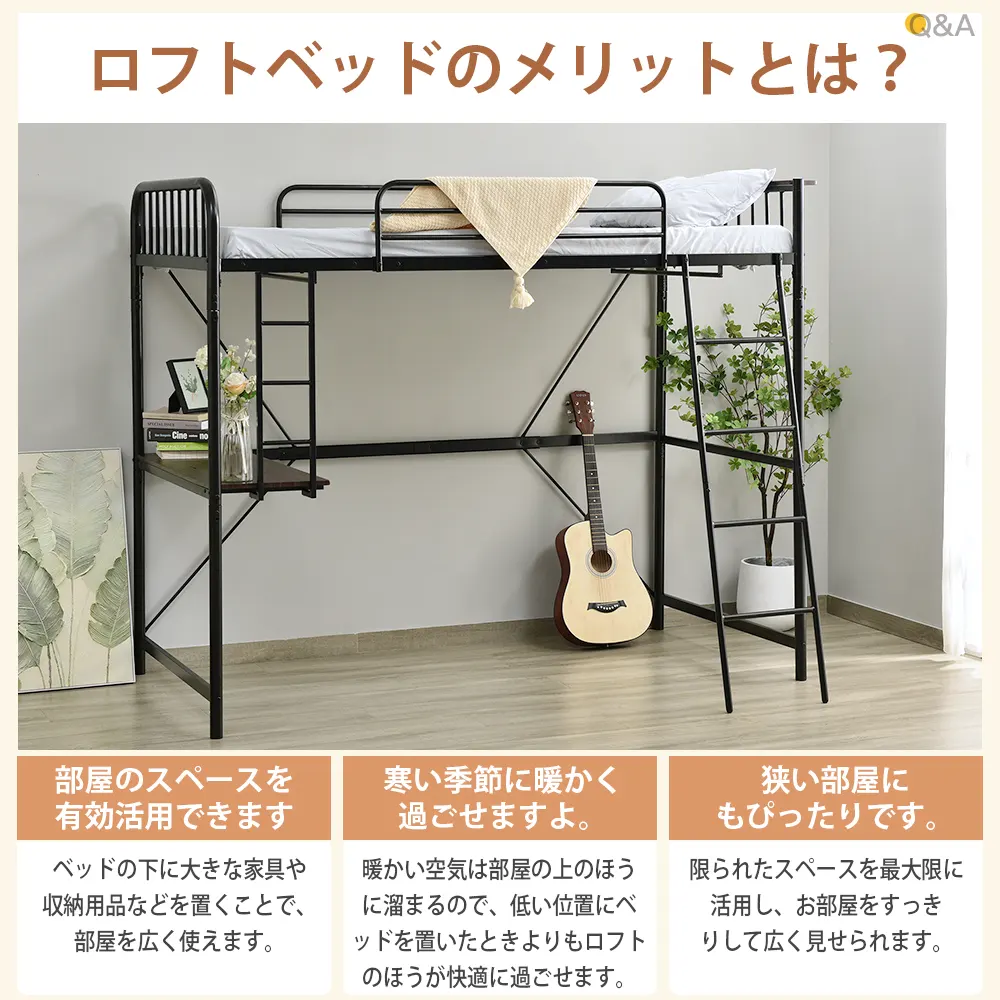 Q&A
ロフトベッドのメリットとは？
SPECIAL DISEK
Cine no
部屋のスペースを
有効活用できます
ベッドの下に大きな家具や
収納用品などを置くことで、
部屋を広く使えます。
寒い季節に暖かく
過ごせますよ。
暖かい空気は部屋の上のほう
に溜まるので、低い位置にベ
ッドを置いたときよりもロフト
のほうが快適に過ごせます。
狭い部屋に
もぴったりです。
限られたスペースを最大限に
活用し、お部屋をすっき
りして広く見せられます。